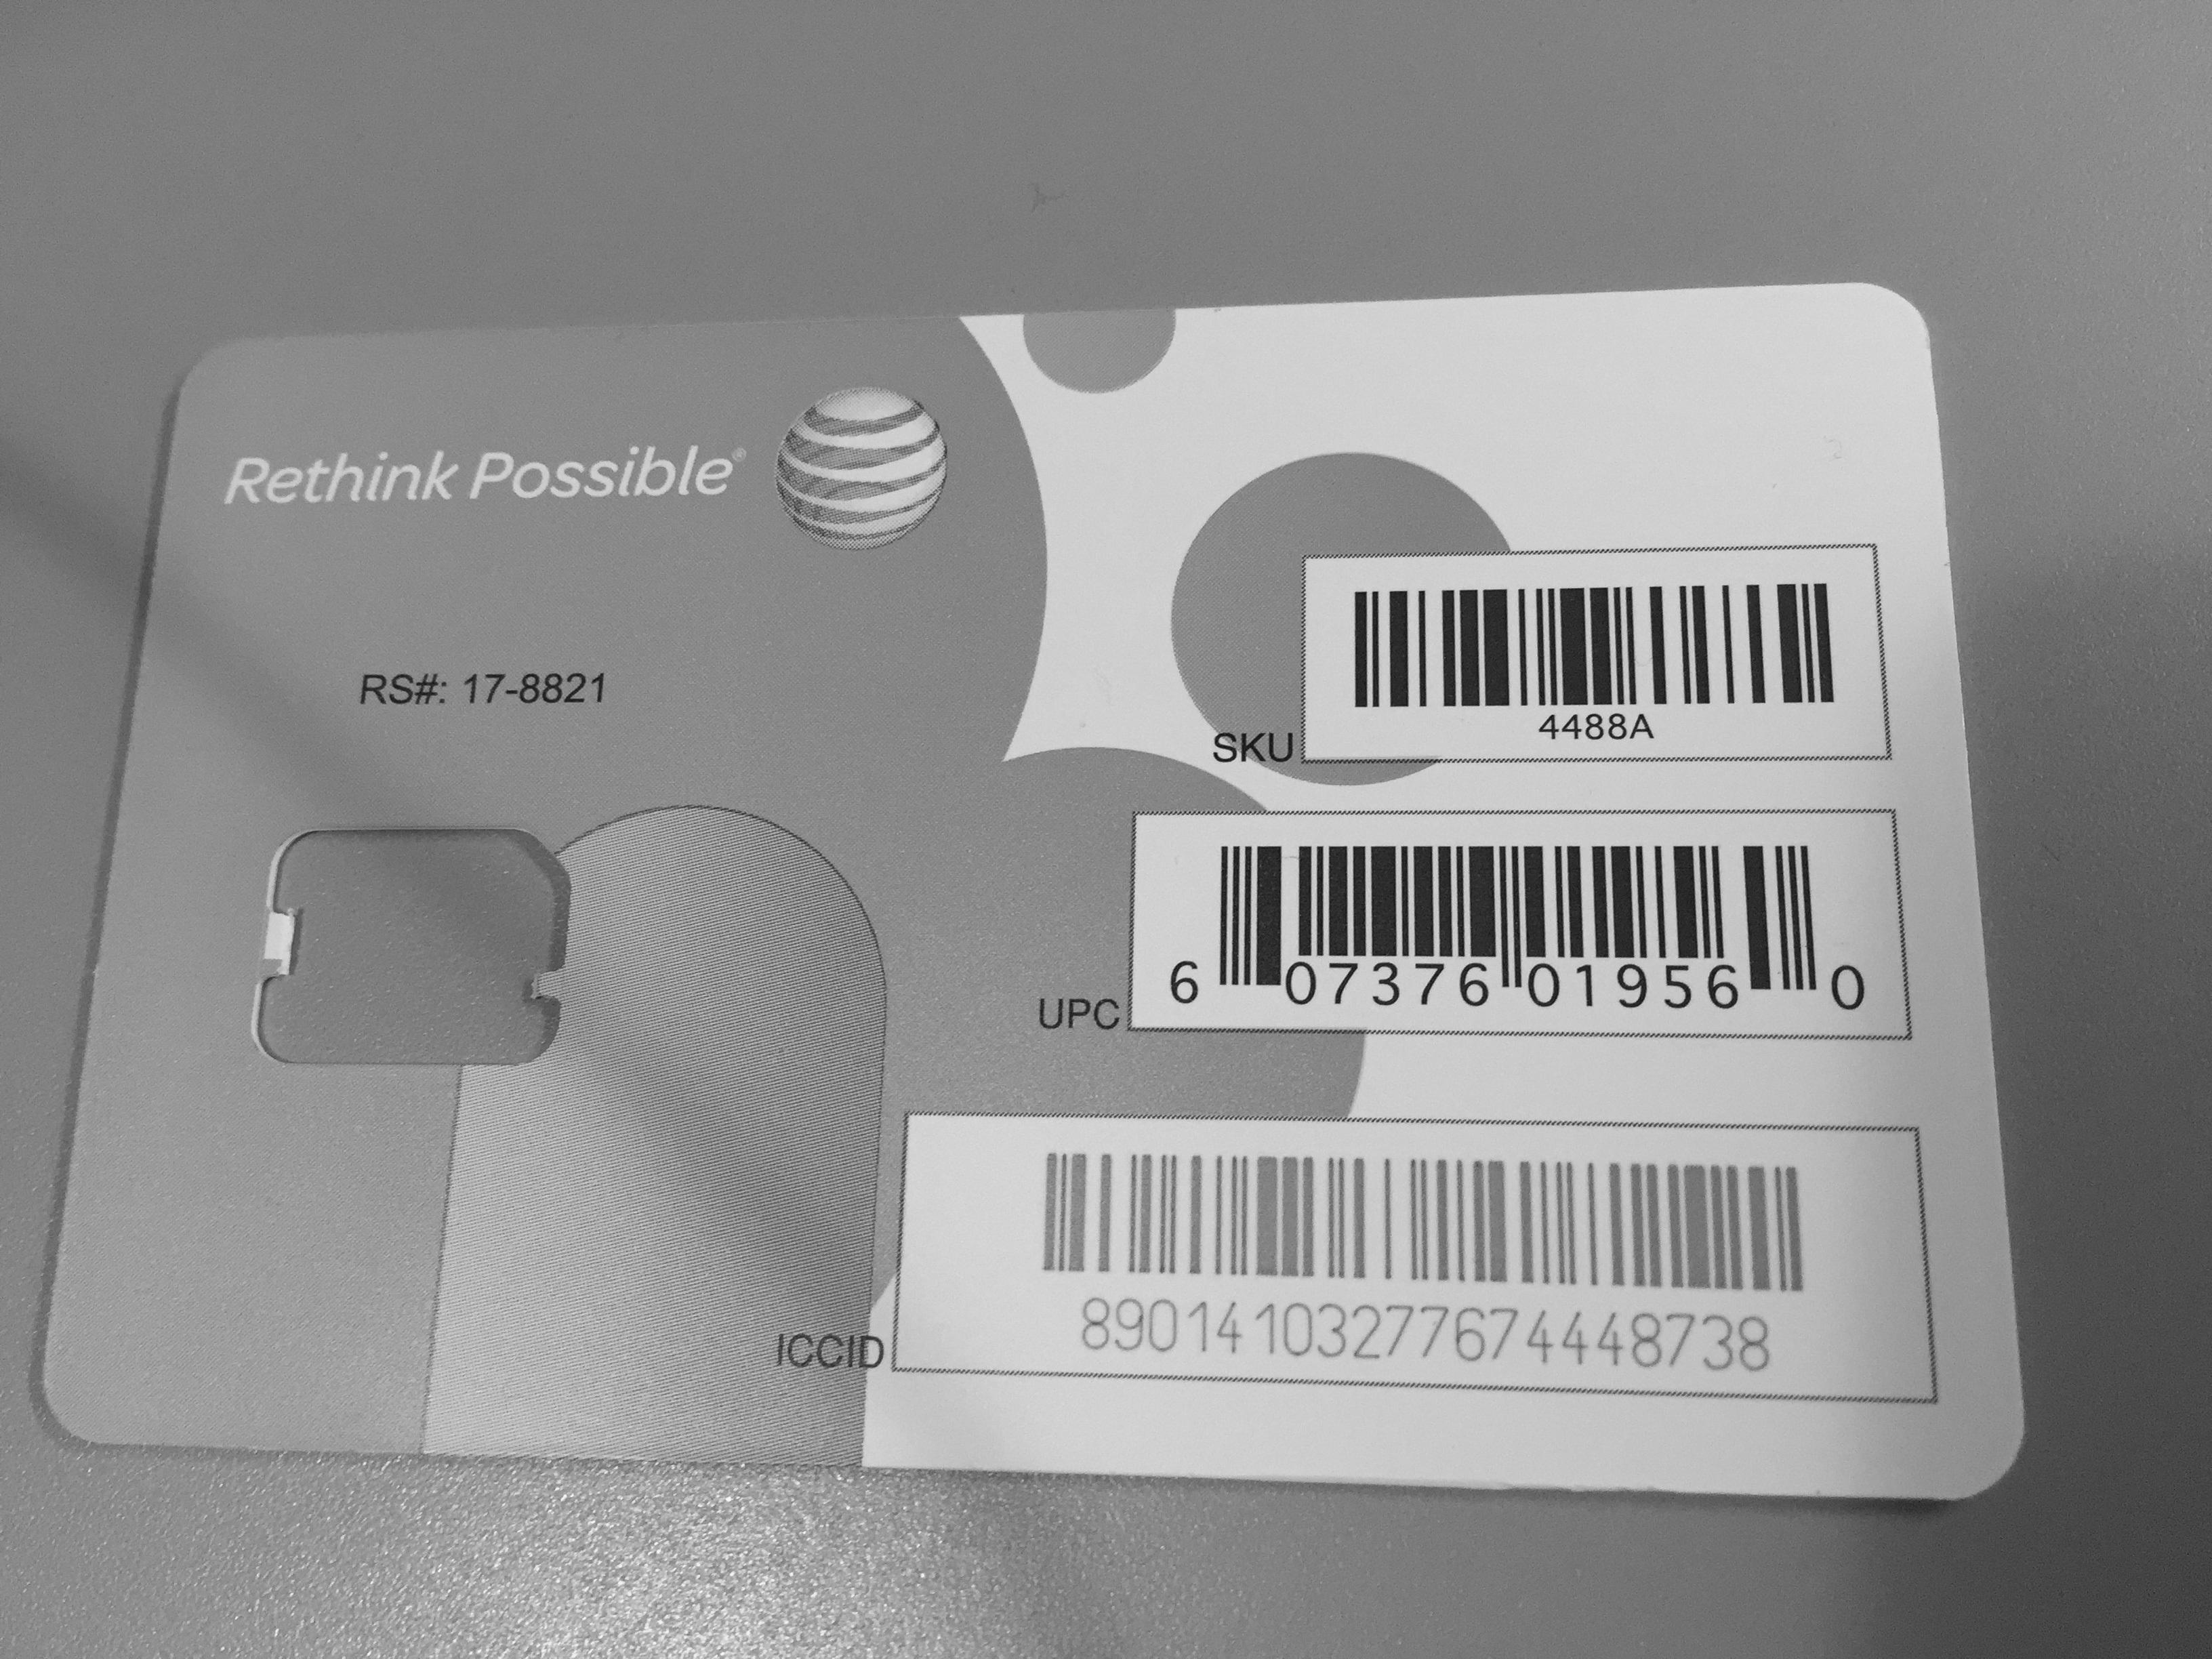 Rethink Possible®
RS#: 17-8821
4488A
SKU
6 07376 01956 0
UPC
89014103277674448738
ICCID